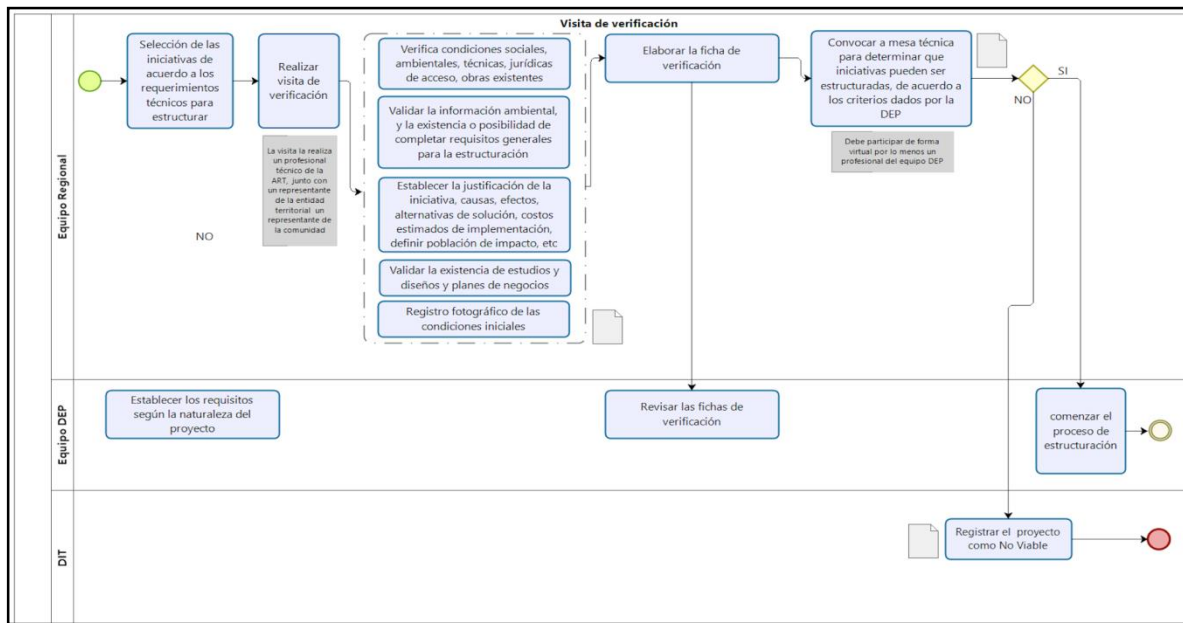 Visita de verificación
Equipo Regional
Selección de las
iniciativas de
acuerdo a los
requerimientos
técnicos para
estructurar
Realizar
visita de
verificación
La visita la realiza
un profesional
técnico de la
ART, junto con
un representante
de la entidad
territorial un
representante de
la comunidad
NO
Verifica condiciones sociales,
ambientales, técnicas, jurídicas
de acceso, obras existentes
Validar la información ambiental,
y la existencia o posibilidad de
completar requisitos generales
para la estructuración
Establecer la justificación de la
iniciativa, causas, efectos,
alternativas de solución, costos
estimados de implementación,
definir población de impacto, etc
Validar la existencia de estudios y
diseños y planes de negocios
Registro fotográfico de las
condiciones iniciales
Elaborar la ficha de
verificación
Convocar a mesa técnica
para determinar que
iniciativas pueden ser
estructuradas, de acuerdo a
los criterios dados por la
DEP
Debe participar de forma
virtual por lo menos un
profesional del equipo DEP
SI
NO
Equipo DEP
Establecer los requisitos
según la naturaleza del
proyecto
Revisar las fichas de
verificación
comenzar el
proceso de
estructuración
DIT
Registrar el proyecto
como No Viable